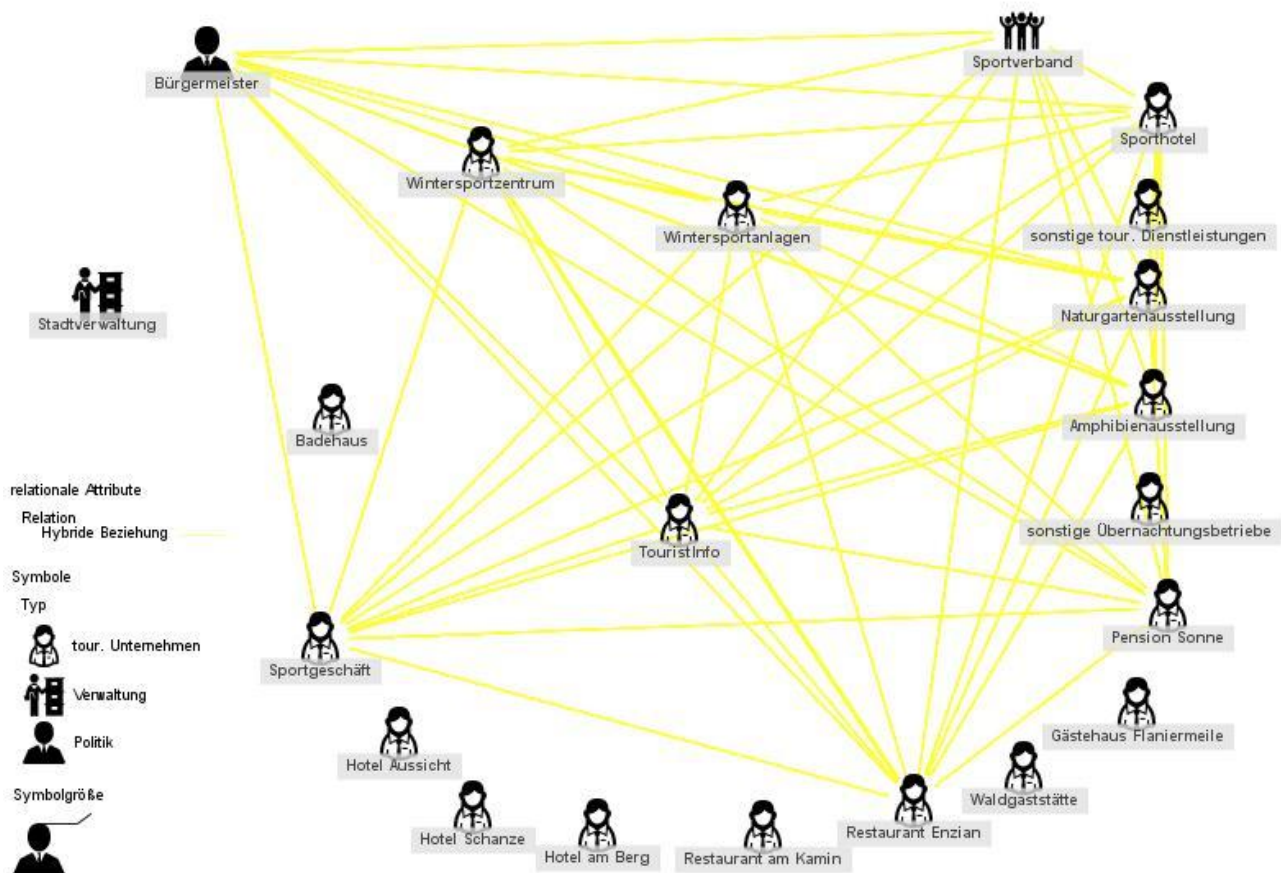 Bürgermeister
Sportverband
Sporthotel
Wintersportzentrum
Wintersportanlagen
sonstige tour. Dienstleistungen
Naturgartenausstellung
Stadtverwaltung
Amphibienausstellung
Badehaus
relationale Attribute
Relation
Hybride Beziehung
sonstige Übernachtungsbetriebe
TouristInfo
Symbole
Typ
tour. Unternehmen
Pension Sonne
Sportgeschäft
Verwaltung
Gästehaus Flaniermeile
Politik
Hotel Aussicht
Symbolgröße
Waldgaststätte
Restaurant Enzian
Hotel Schanze
Hotel am Berg
Restaurant am Kamin